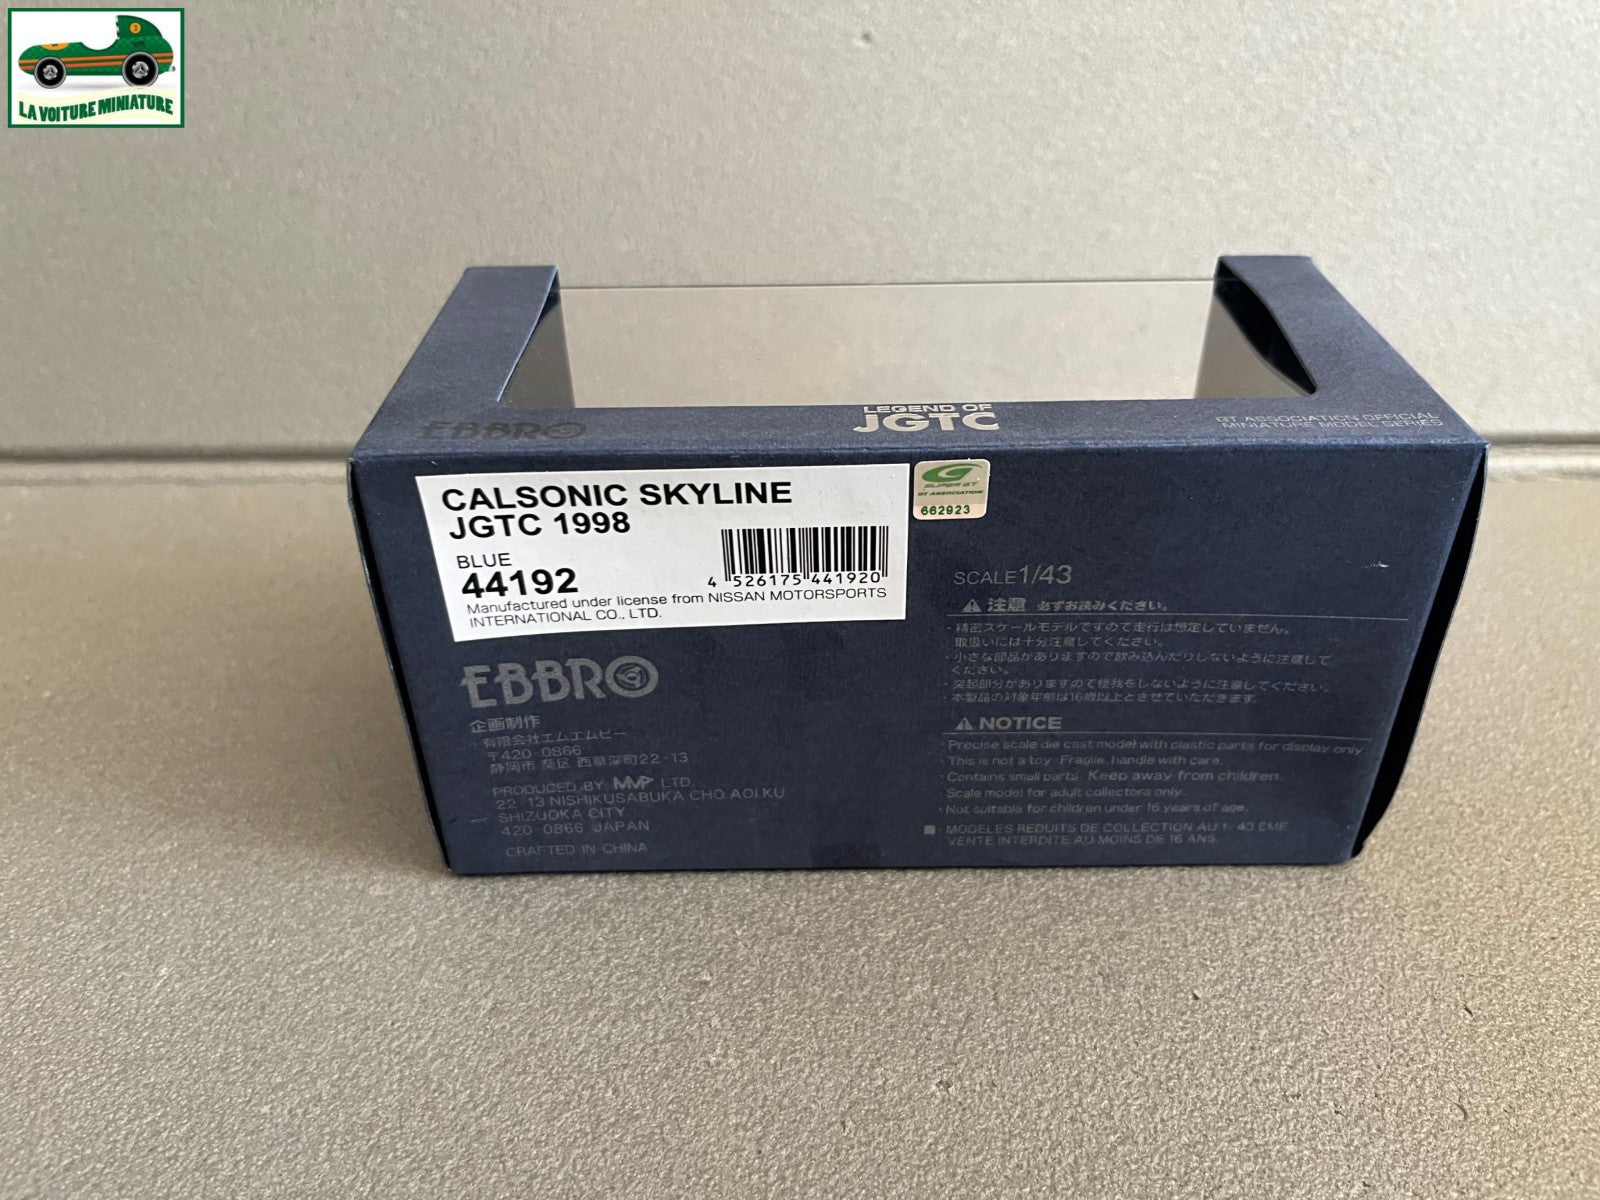 LA VOITURE MINIATURE
EBBRO
LEGEND OF
JGTC
GT ASSOCIATION OFFICIAL
MINIATURE MODEL SERIES
CALSONIC SKYLINE
JGTC 1998
BLUE
44192
4 526175 441920
Manufactured under license from NISSAN MOTORSPORTS
INTERNATIONAL CO., LTD.
SUPER GT
GT ASSOCIATION
662923
EBBRO
企画制作
有限会社エムエムピー
〒420-0866
静岡市 葵区 西草深町22-13
PRODUCED BY MMP LTD.
22-13 NISHIKUSABUKA CHO AOI KU
SHIZUOKA CITY
420-0866 JAPAN
CRAFTED IN CHINA
SCALE 1/43
注意 必ずお読みください。
・精密スケールモデルですので走行は想定していません。
取扱いには十分注意してください。
・小さな部品がありますので飲み込んだりしないように注意して
ください。
・突起部分がありますので怪我をしないように注意してください。
・本製品の対象年齢は16歳以上とさせていただきます。
NOTICE
・Precise scale die cast model with plastic parts for display only.
・This is not a toy. Fragile, handle with care.
・Contains small parts. Keep away from children.
・Scale model for adult collectors only.
・Not suitable for children under 16 years of age.
■ MODELES REDUITS DE COLLECTION AU 1/43 EME
VENTE INTERDITE AU MOINS DE 16 ANS